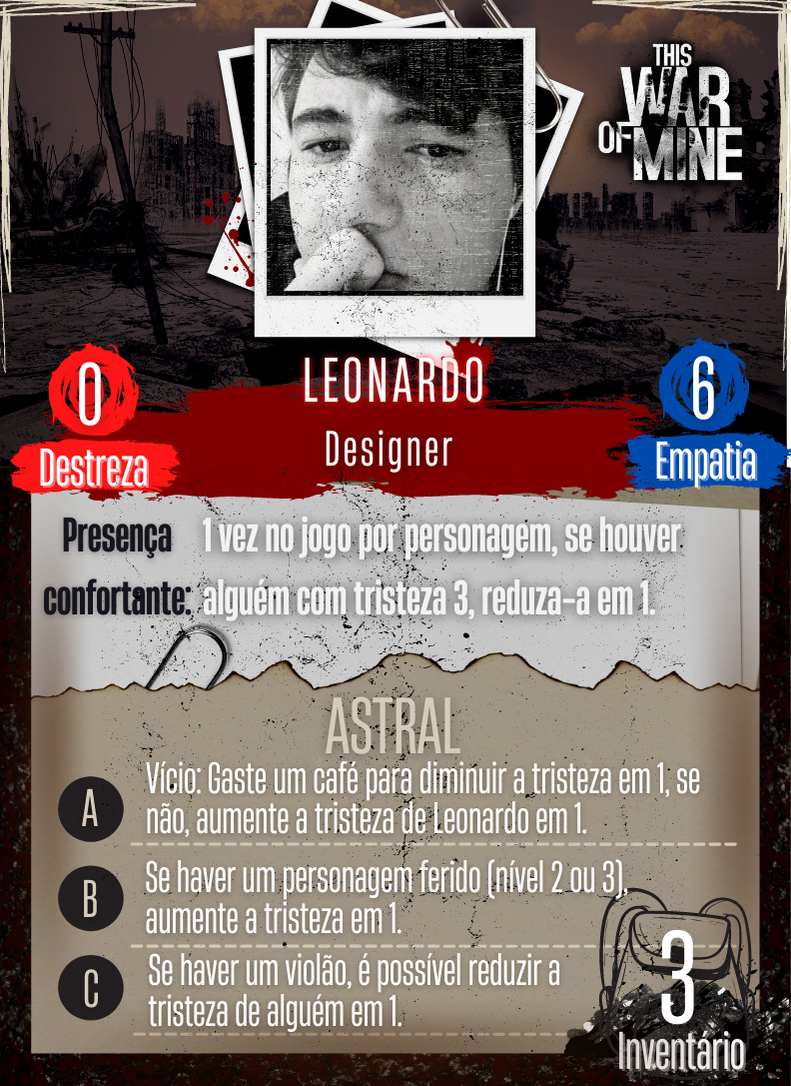 THIS
WAR
OF MINE
LEONARDO
Designer
0
Destreza
6
Empatia
Presença confortante:
1 vez no jogo por personagem, se houver
alguém com tristeza 3, reduza-a em 1.
ASTRAL
A
Vício: Gaste um café para diminuir a tristeza em 1, se
não, aumente a tristeza de Leonardo em 1.
B
Se haver um personagem ferido (nível 2 ou 3),
aumente a tristeza em 1.
C
Se haver um violão, é possível reduzir a
tristeza de alguém em 1.
3
Inventário